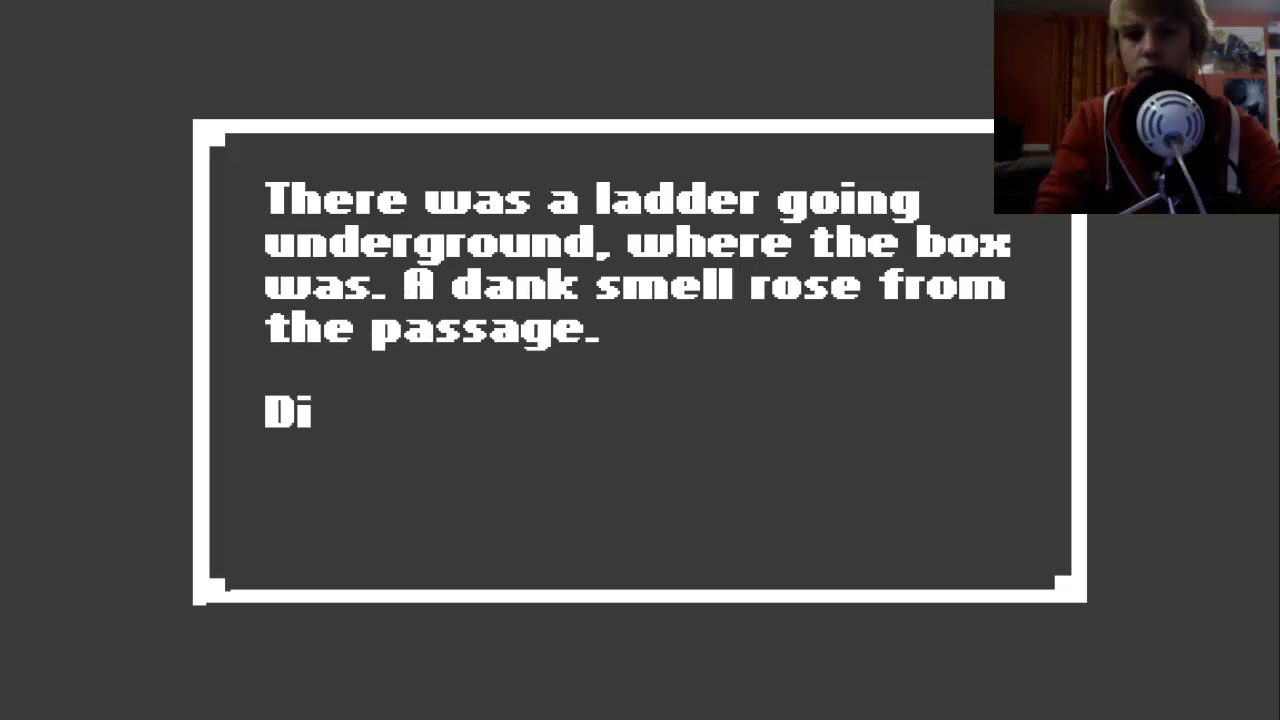 There was a ladder going
underground, where the box
was. A dank smell rose from
the passage.
Di